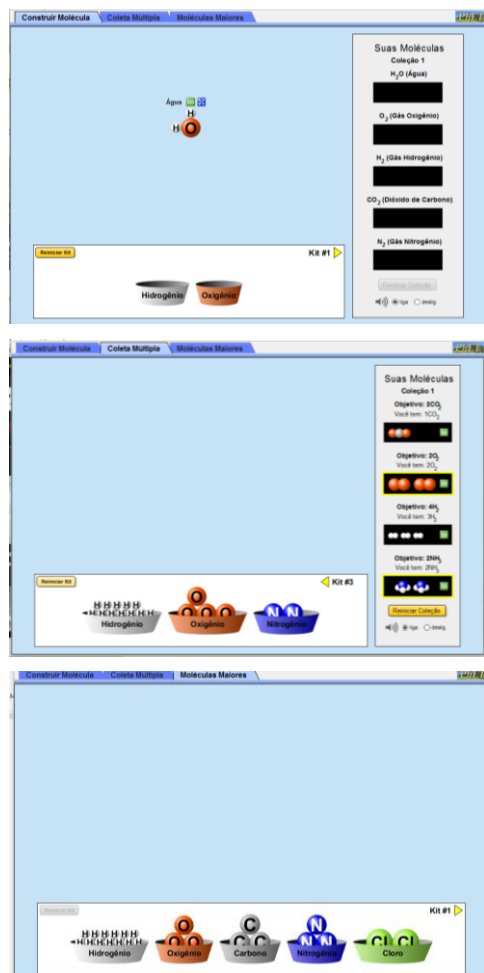 Construir Molécula Coleta Múltipla Moléculas Maiores
Suas Moléculas
Coleção 1
H2O (Água)
O2 (Gás Oxigênio)
H2 (Gás Hidrogênio)
CO2 (Dióxido de Carbono)
N2 (Gás Nitrogênio)
Reiniciar Coleção
liga deslig.
Água 3D
H
H O
Reiniciar Kit
Kit #1
Hidrogênio Oxigênio
Construir Molécula Coleta Múltipla Moléculas Maiores
Suas Moléculas
Coleção 1
Objetivo: 2CO2
Você tem: 1CO2
Objetivo: 2O2
Você tem: 2O2
Objetivo: 4H2
Você tem: 3H2
Objetivo: 2NH3
Você tem: 2NH3
Reiniciar Coleção
liga deslig.
Reiniciar Kit
Kit #3
H H H H H
O
H H H H H H H
O O O
N N
Hidrogênio Oxigênio Nitrogênio
Construir Molécula Coleta Múltipla Moléculas Maiores
Reiniciar Kit
Kit #1
H H H H H H
O C N
H H H H H H H
O O C C C N N Cl Cl
Hidrogênio Oxigênio Carbono Nitrogênio Cloro